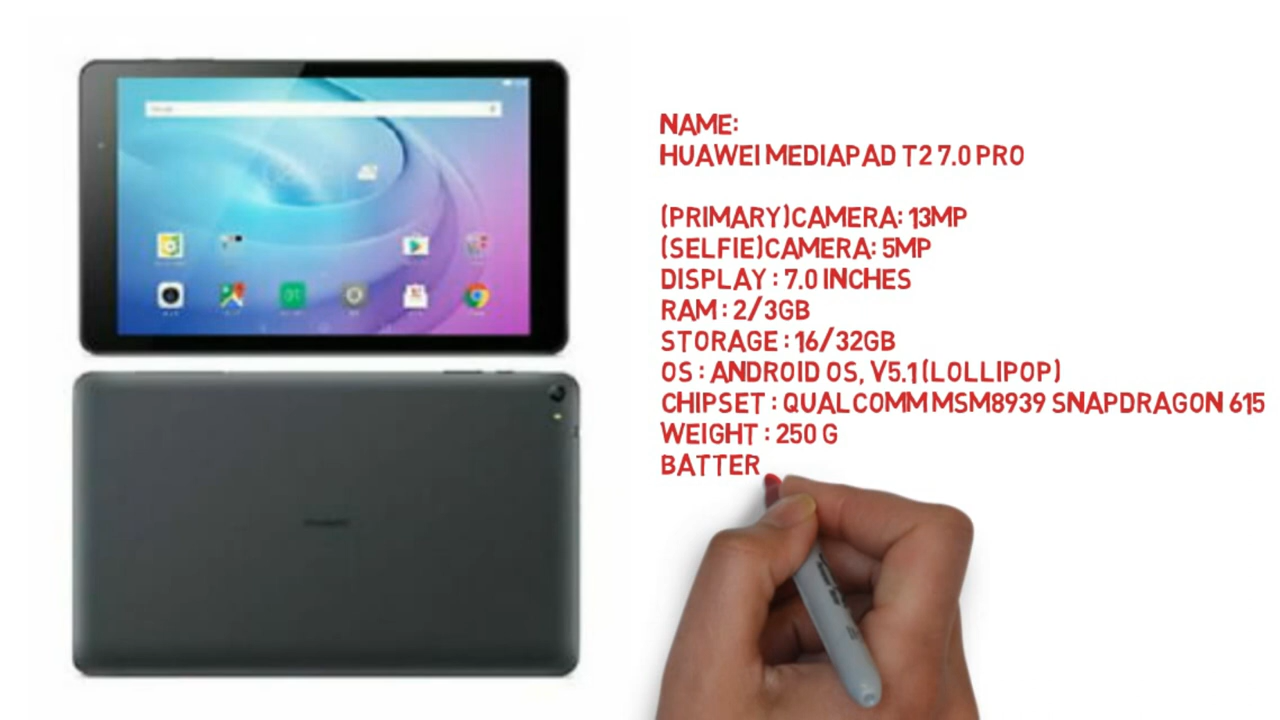 NAME:
HUAWEI MEDIAPAD T2 7.0 PRO
(PRIMARY)CAMERA: 13MP
(SELFIE)CAMERA: 5MP
DISPLAY : 7.0 INCHES
RAM : 2/3GB
STORAGE : 16/32GB
OS : ANDROID OS, V5.1 (LOLLIPOP)
CHIPSET : QUALCOMM MSM8939 SNAPDRAGON 615
WEIGHT : 250 G
BATTER